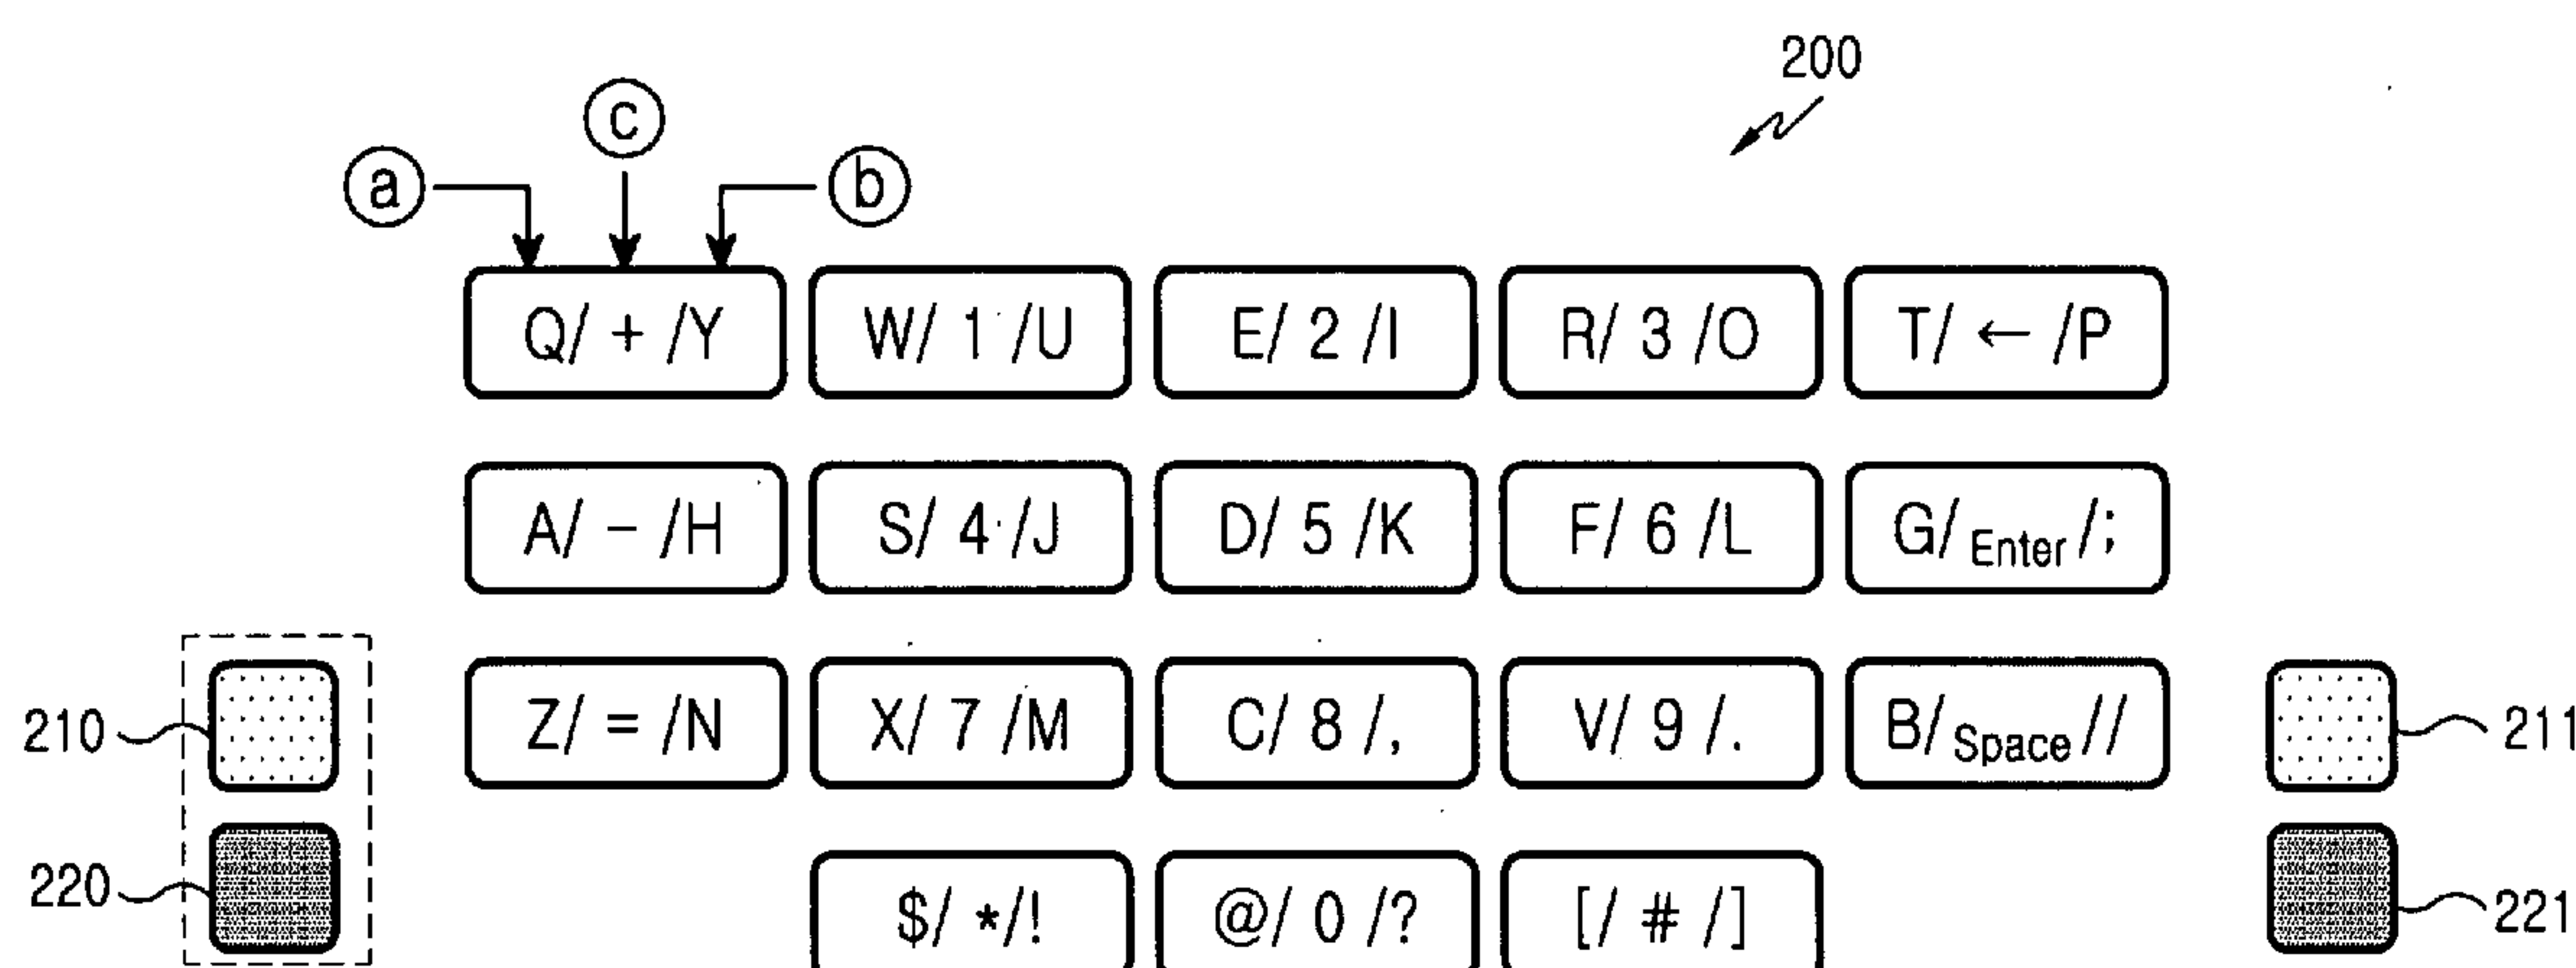 200
c
a b
Q/ + /Y W/ 1 /U E/ 2 /I R/ 3 /O T/ ← /P
A/ − /H S/ 4 /J D/ 5 /K F/ 6 /L G/ Enter /;
210 Z/ = /N X/ 7 /M C/ 8 /, V/ 9 /. B/ Space // 211
220 $/ */! @/ 0 /? [/ # /] 221